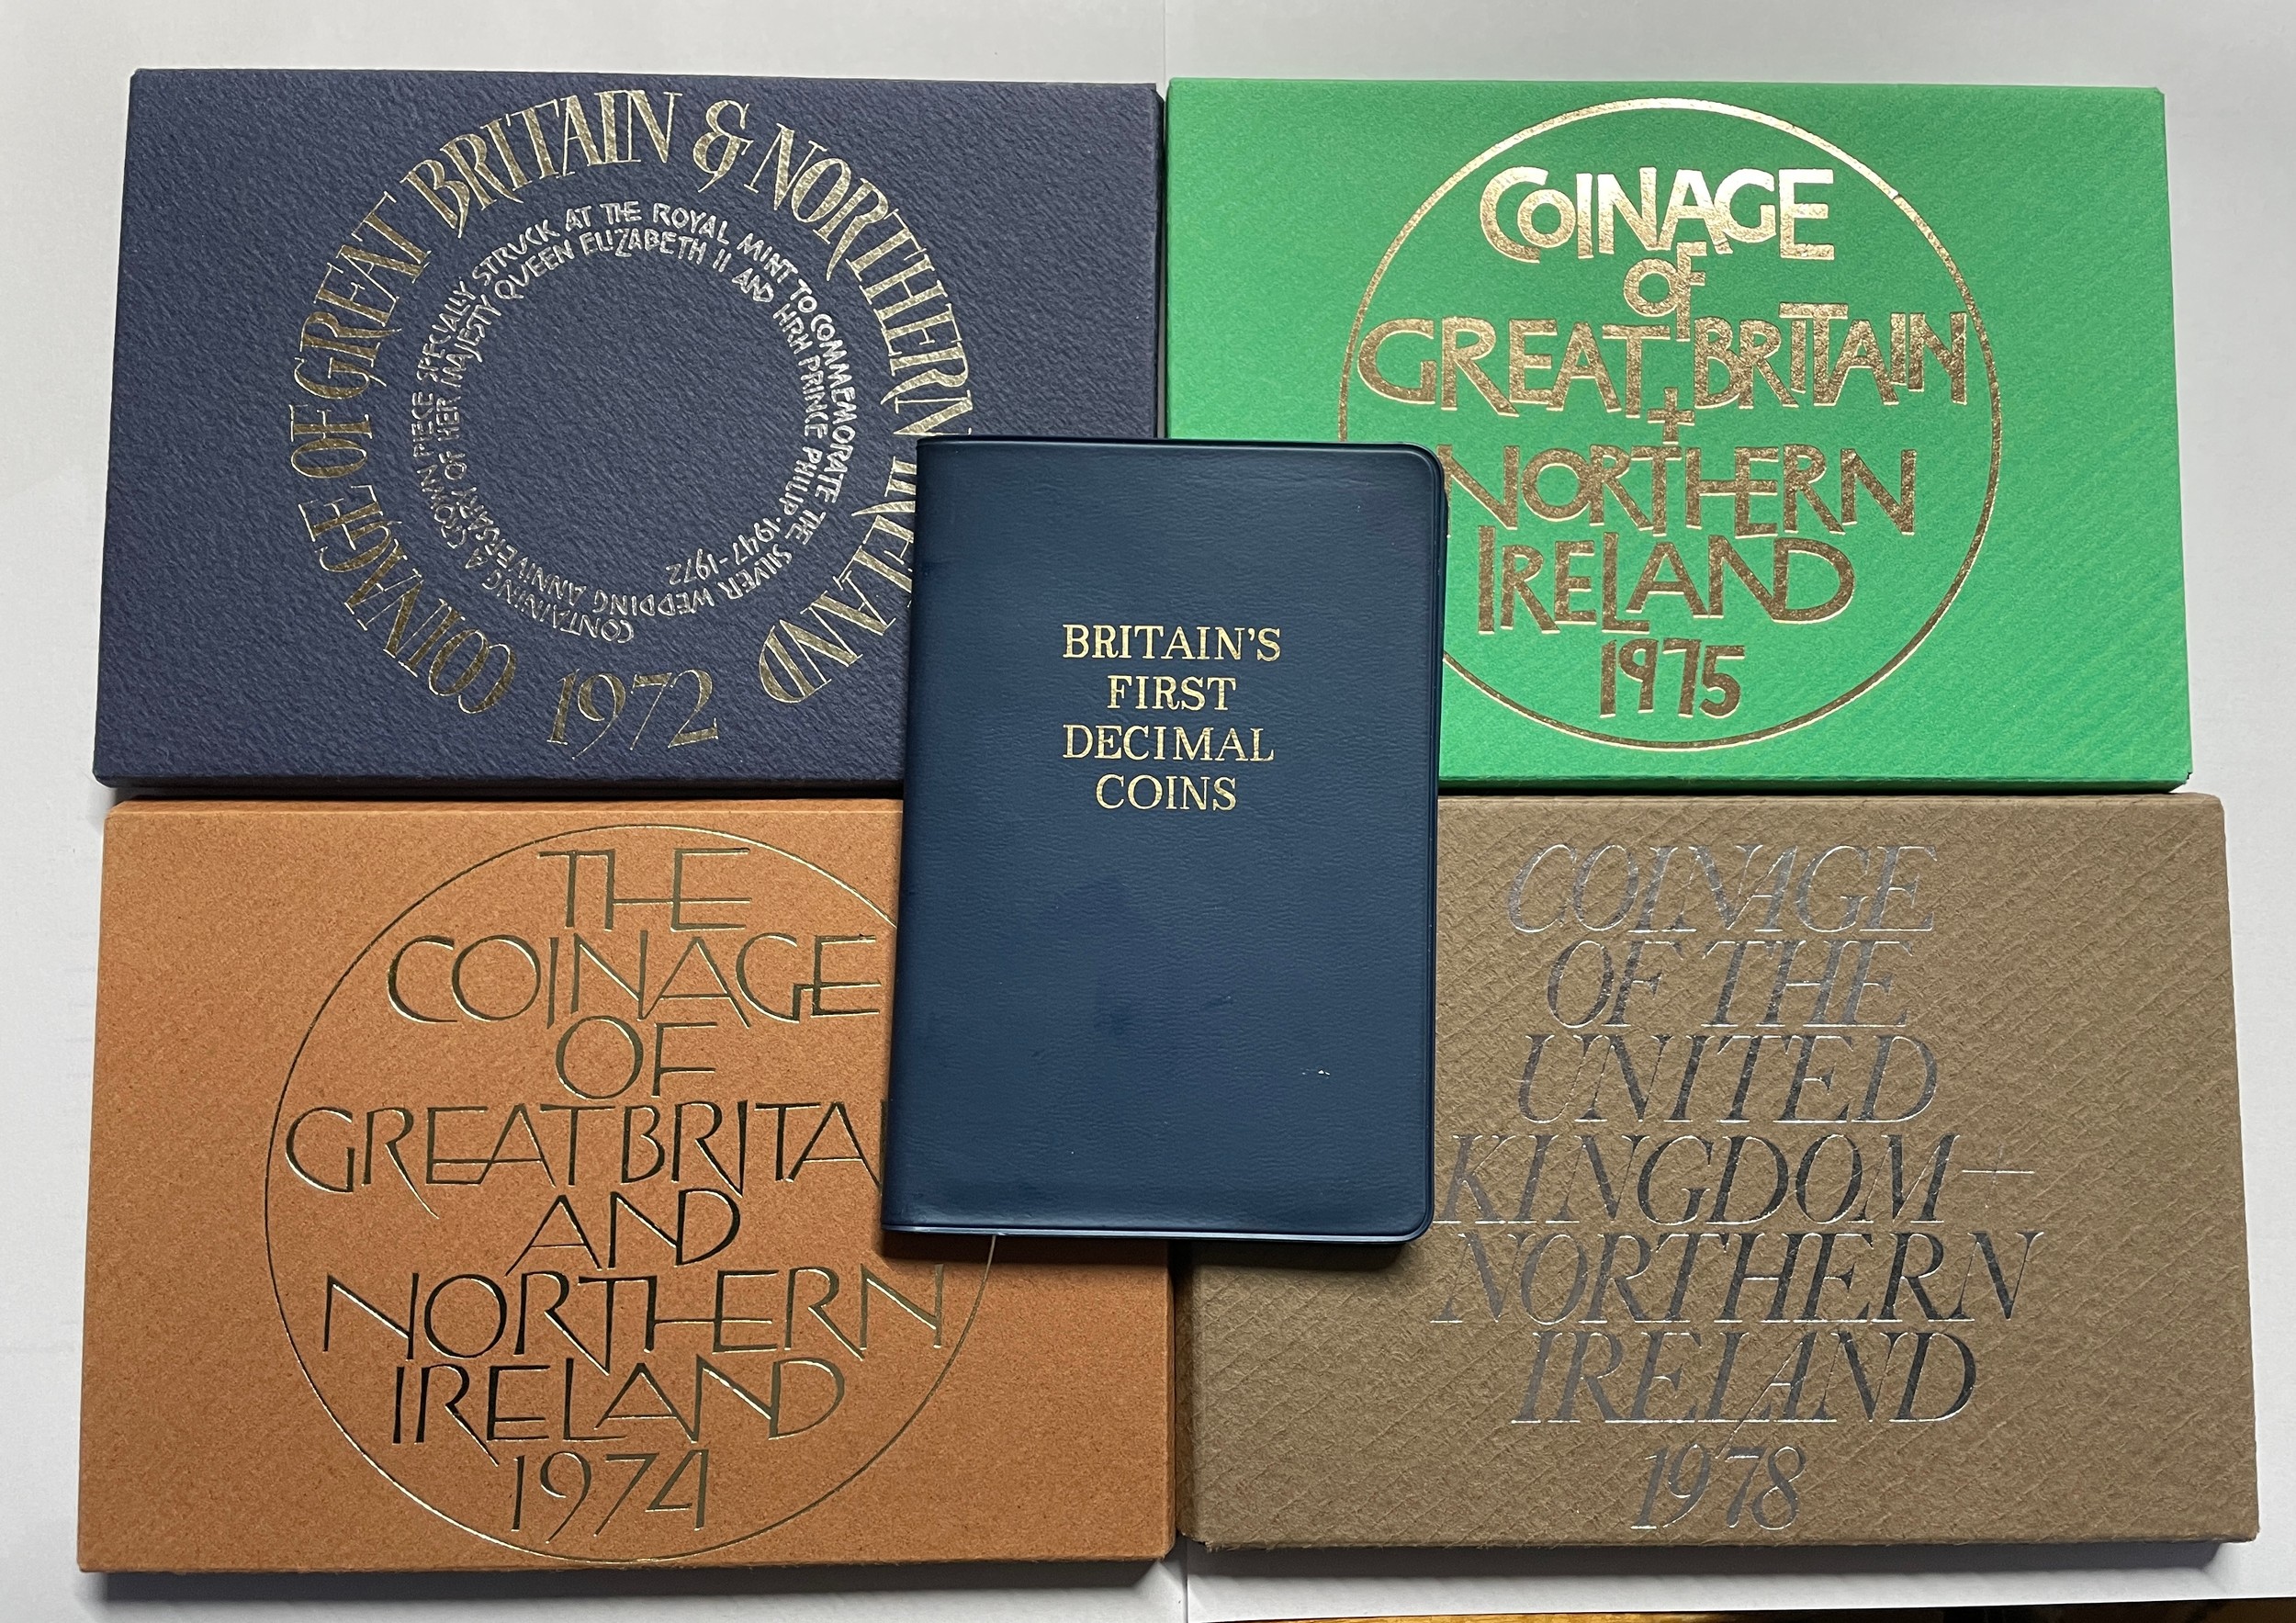 COINAGE OF GREAT BRITAIN & NORTHERN IRELAND
1972
CONTAINING A CROWN PIECE SPECIALLY STRUCK AT THE ROYAL MINT TO COMMEMORATE THE SILVER WEDDING ANNIVERSARY OF HER MAJESTY QUEEN ELIZABETH II AND HRH PRINCE PHILIP · 1947-1972
COINAGE
OF
GREAT BRITAIN
+
NORTHERN
IRELAND
1975
BRITAIN'S
FIRST
DECIMAL
COINS
THE
COINAGE
OF
GREAT BRITA
AND
NORTHERN
IRELAND
1974
COINAGE
OF THE
UNITED
KINGDOM—
NORTHERN
IRELAND
1978